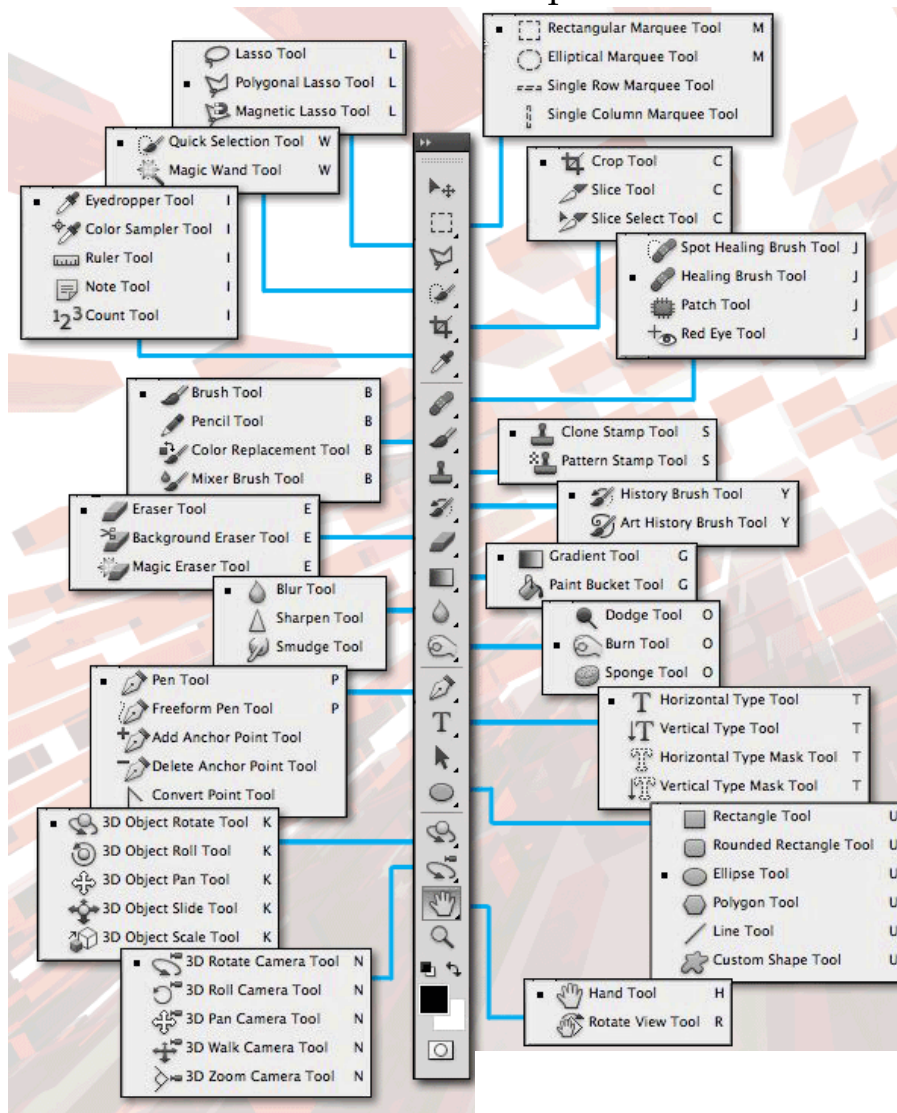 Rectangular Marquee Tool M
Elliptical Marquee Tool M
Single Row Marquee Tool
Single Column Marquee Tool
Lasso Tool L
Polygonal Lasso Tool L
Magnetic Lasso Tool L
Quick Selection Tool W
Magic Wand Tool W
Crop Tool C
Slice Tool C
Slice Select Tool C
Eyedropper Tool I
Color Sampler Tool I
Ruler Tool I
Note Tool I
123 Count Tool I
Spot Healing Brush Tool J
Healing Brush Tool J
Patch Tool J
Red Eye Tool J
Brush Tool B
Pencil Tool B
Color Replacement Tool B
Mixer Brush Tool B
Clone Stamp Tool S
Pattern Stamp Tool S
History Brush Tool Y
Art History Brush Tool Y
Eraser Tool E
Background Eraser Tool E
Magic Eraser Tool E
Gradient Tool G
Paint Bucket Tool G
Blur Tool
Sharpen Tool
Smudge Tool
Dodge Tool O
Burn Tool O
Sponge Tool O
Pen Tool P
Freeform Pen Tool P
Add Anchor Point Tool
Delete Anchor Point Tool
Convert Point Tool
T
T Horizontal Type Tool T
T Vertical Type Tool T
T Horizontal Type Mask Tool T
T Vertical Type Mask Tool T
Rectangle Tool U
Rounded Rectangle Tool U
Ellipse Tool U
Polygon Tool U
Line Tool U
Custom Shape Tool U
3D Object Rotate Tool K
3D Object Roll Tool K
3D Object Pan Tool K
3D Object Slide Tool K
3D Object Scale Tool K
3D Rotate Camera Tool N
3D Roll Camera Tool N
3D Pan Camera Tool N
3D Walk Camera Tool N
3D Zoom Camera Tool N
Hand Tool H
Rotate View Tool R